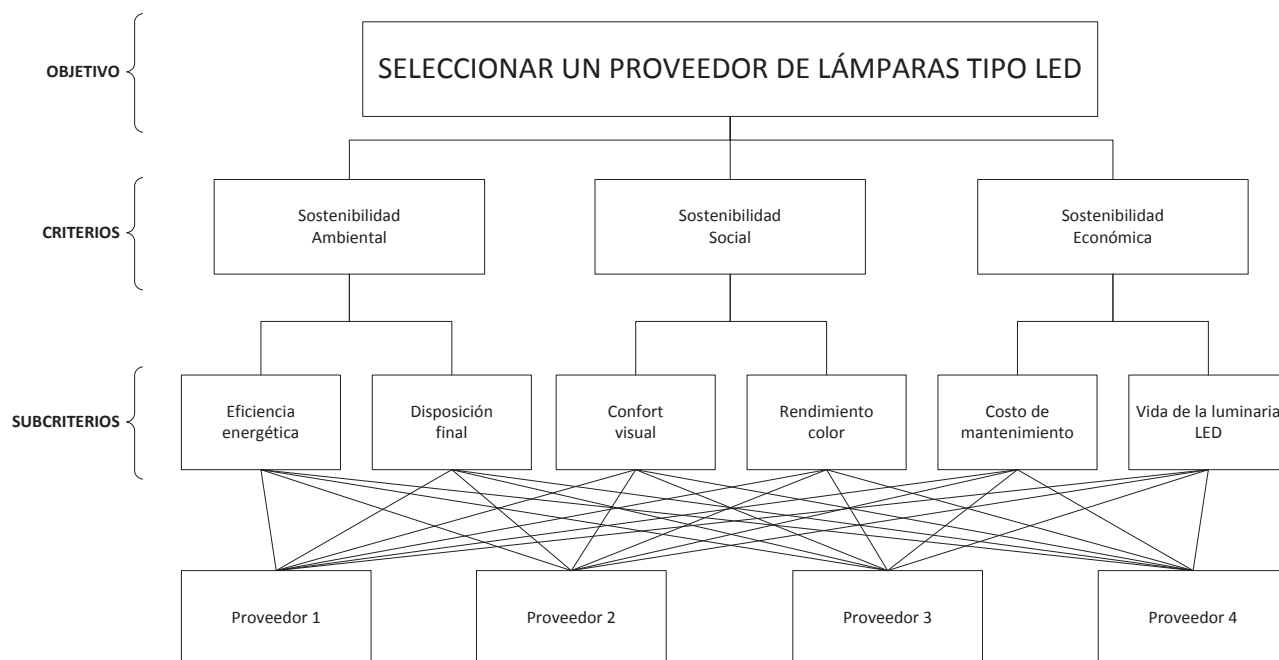 OBJETIVO
SELECCIONAR UN PROVEEDOR DE LÁMPARAS TIPO LED
CRITERIOS
Sostenibilidad
Ambiental
Sostenibilidad
Social
Sostenibilidad
Económica
SUBCRITERIOS
Eficiencia
energética
Disposición
final
Confort
visual
Rendimiento
color
Costo de
mantenimiento
Vida de la luminaria
LED
Proveedor 1
Proveedor 2
Proveedor 3
Proveedor 4